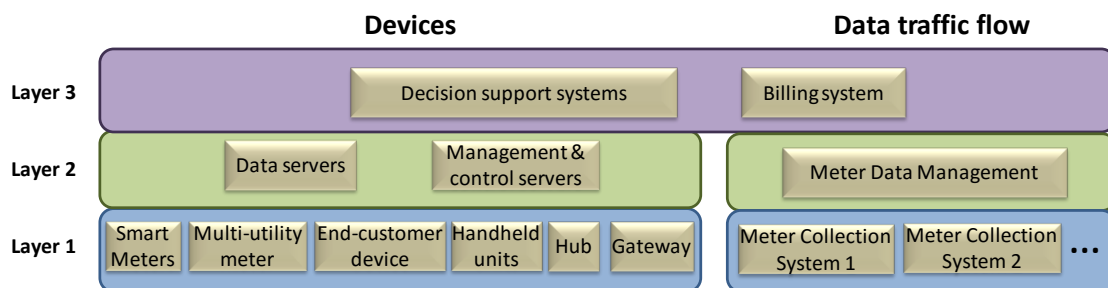 Devices
Data traffic flow
Layer 3
Decision support systems
Billing system
Layer 2
Data servers
Management &
control servers
Meter Data Management
Layer 1
Smart
Meters
Multi-utility
meter
End-customer
device
Handheld
units
Hub
Gateway
Meter Collection
System 1
Meter Collection
System 2
...